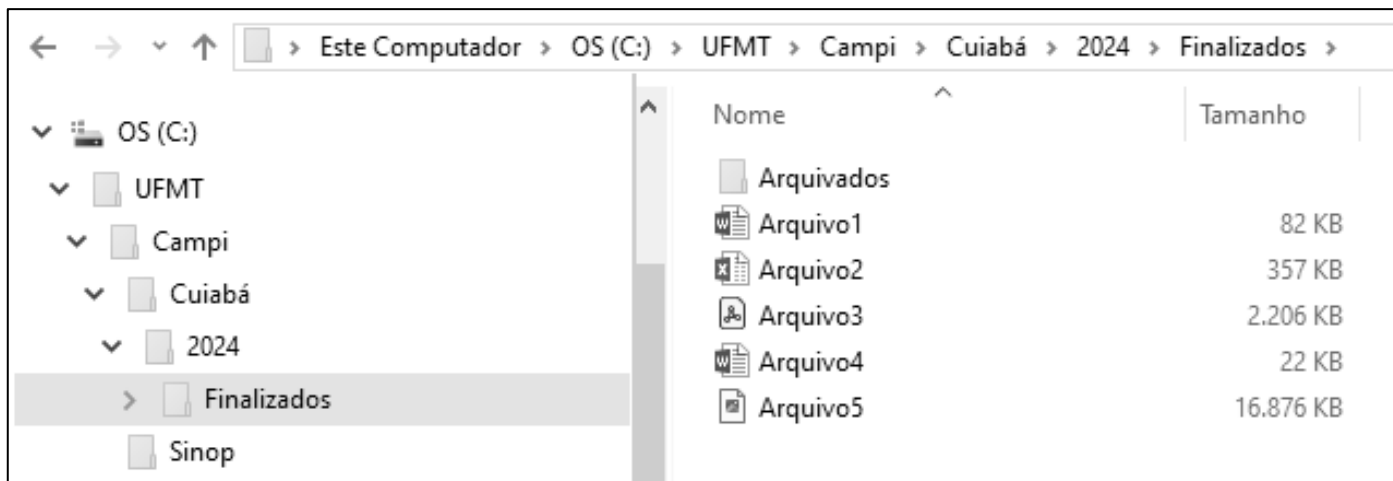 Este Computador > OS (C:) > UFMT > Campi > Cuiabá > 2024 > Finalizados >
OS (C:)
UFMT
Campi
Cuiabá
2024
Finalizados
Sinop
Nome Tamanho
Arquivados
Arquivo1 82 KB
Arquivo2 357 KB
Arquivo3 2.206 KB
Arquivo4 22 KB
Arquivo5 16.876 KB